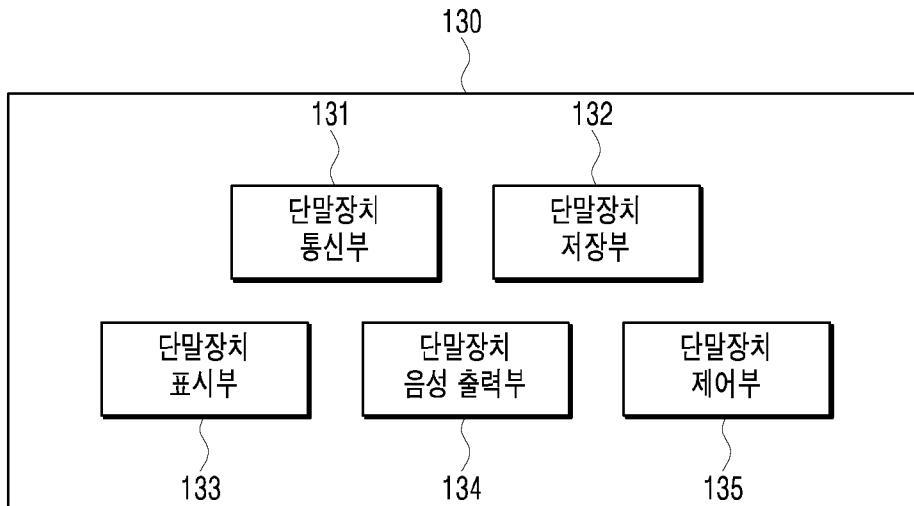 130
131
132
단말장치
통신부
단말장치
저장부
단말장치
표시부
단말장치
음성 출력부
단말장치
제어부
133
134
135